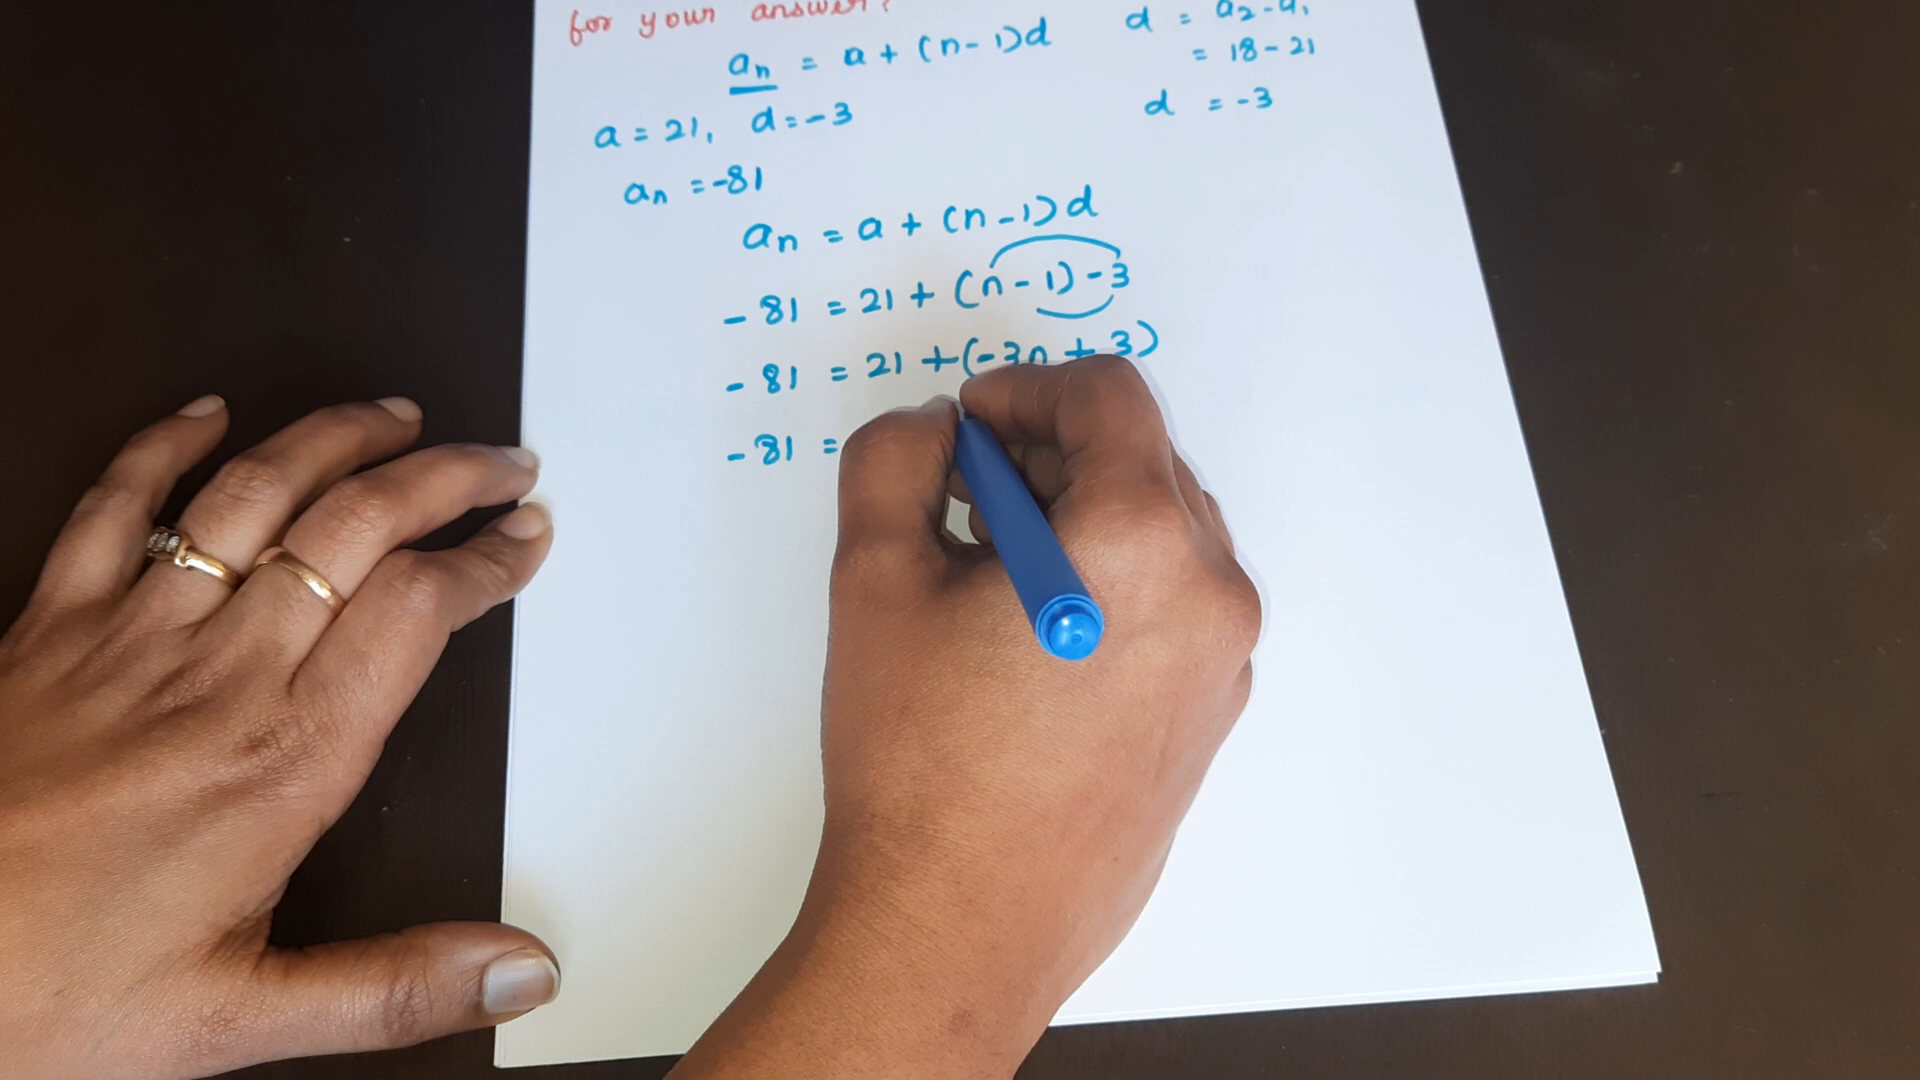 for your answer?
an = a + (n-1)d
d = a2-a1
= 18-21
a = 21, d=-3
d = -3
an =-81
an = a + (n-1)d
-81 = 21 + (n-1)-3
-81 = 21 +(-3n + 3)
-81 =